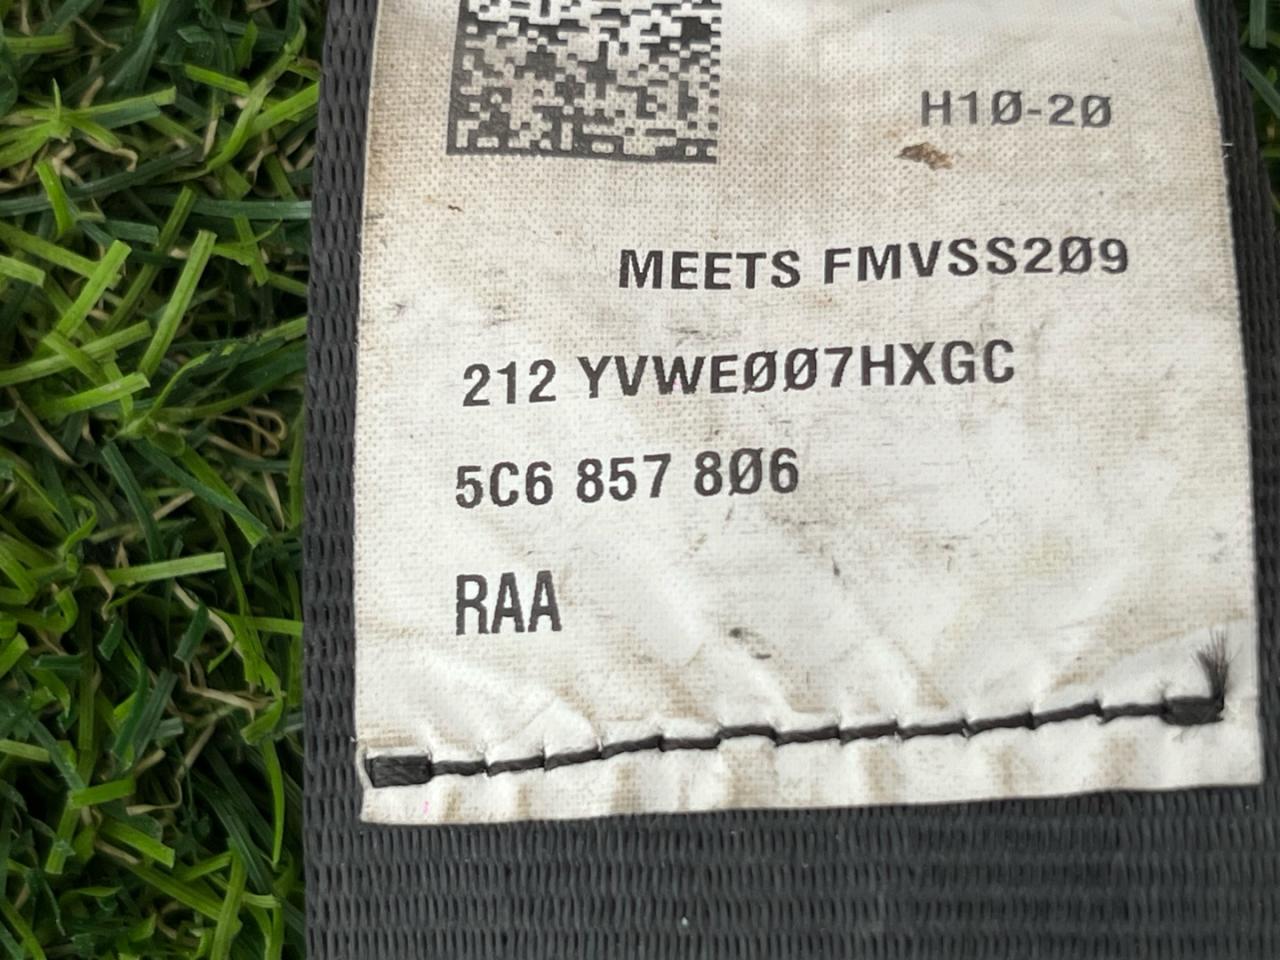 H10-20
MEETS FMVSS209
212 YVWE007HXGC
5C6 857 806
RAA